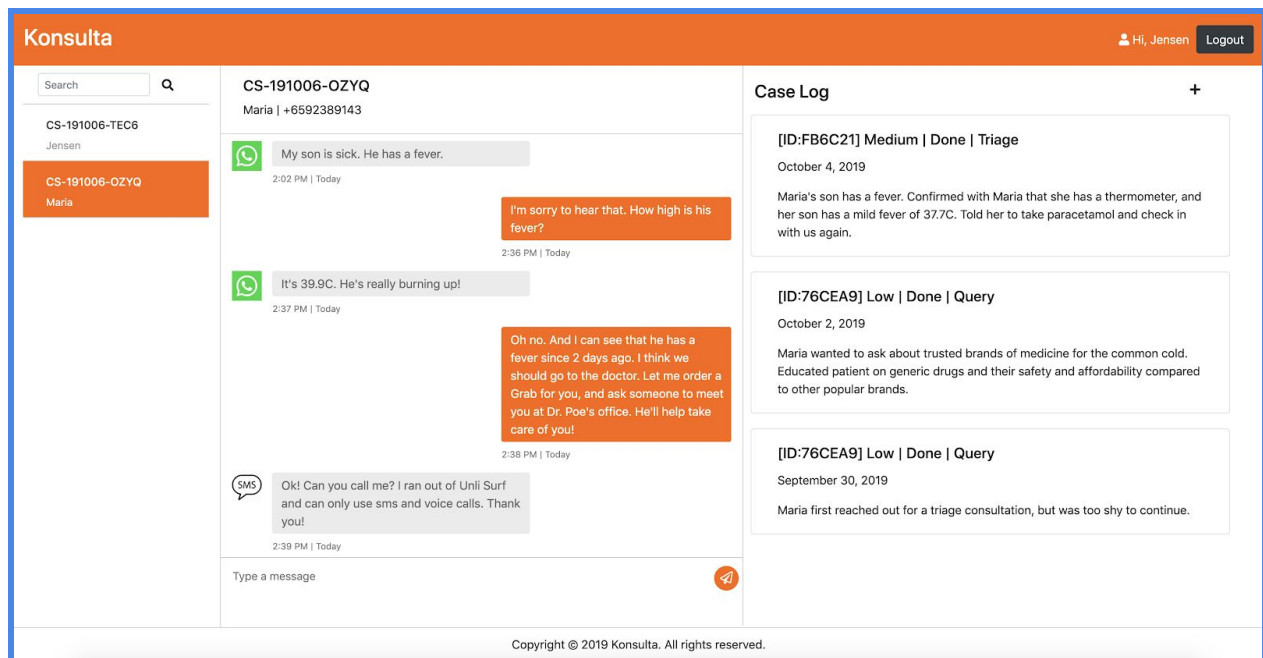 Konsulta
Hi, Jensen
Logout
Search
CS-191006-TEC6
Jensen
CS-191006-OZYQ
Maria
CS-191006-OZYQ
Maria | +6592389143
My son is sick. He has a fever.
2:02 PM | Today
I'm sorry to hear that. How high is his
fever?
2:36 PM | Today
It's 39.9C. He's really burning up!
2:37 PM | Today
Oh no. And I can see that he has a
fever since 2 days ago. I think we
should go to the doctor. Let me order a
Grab for you, and ask someone to meet
you at Dr. Poe's office. He'll help take
care of you!
2:38 PM | Today
SMS
Ok! Can you call me? I ran out of Unli Surf
and can only use sms and voice calls. Thank
you!
2:39 PM | Today
Type a message
Case Log
+
[ID:FB6C21] Medium | Done | Triage
October 4, 2019
Maria's son has a fever. Confirmed with Maria that she has a thermometer, and
her son has a mild fever of 37.7C. Told her to take paracetamol and check in
with us again.
[ID:76CEA9] Low | Done | Query
October 2, 2019
Maria wanted to ask about trusted brands of medicine for the common cold.
Educated patient on generic drugs and their safety and affordability compared
to other popular brands.
[ID:76CEA9] Low | Done | Query
September 30, 2019
Maria first reached out for a triage consultation, but was too shy to continue.
Copyright © 2019 Konsulta. All rights reserved.